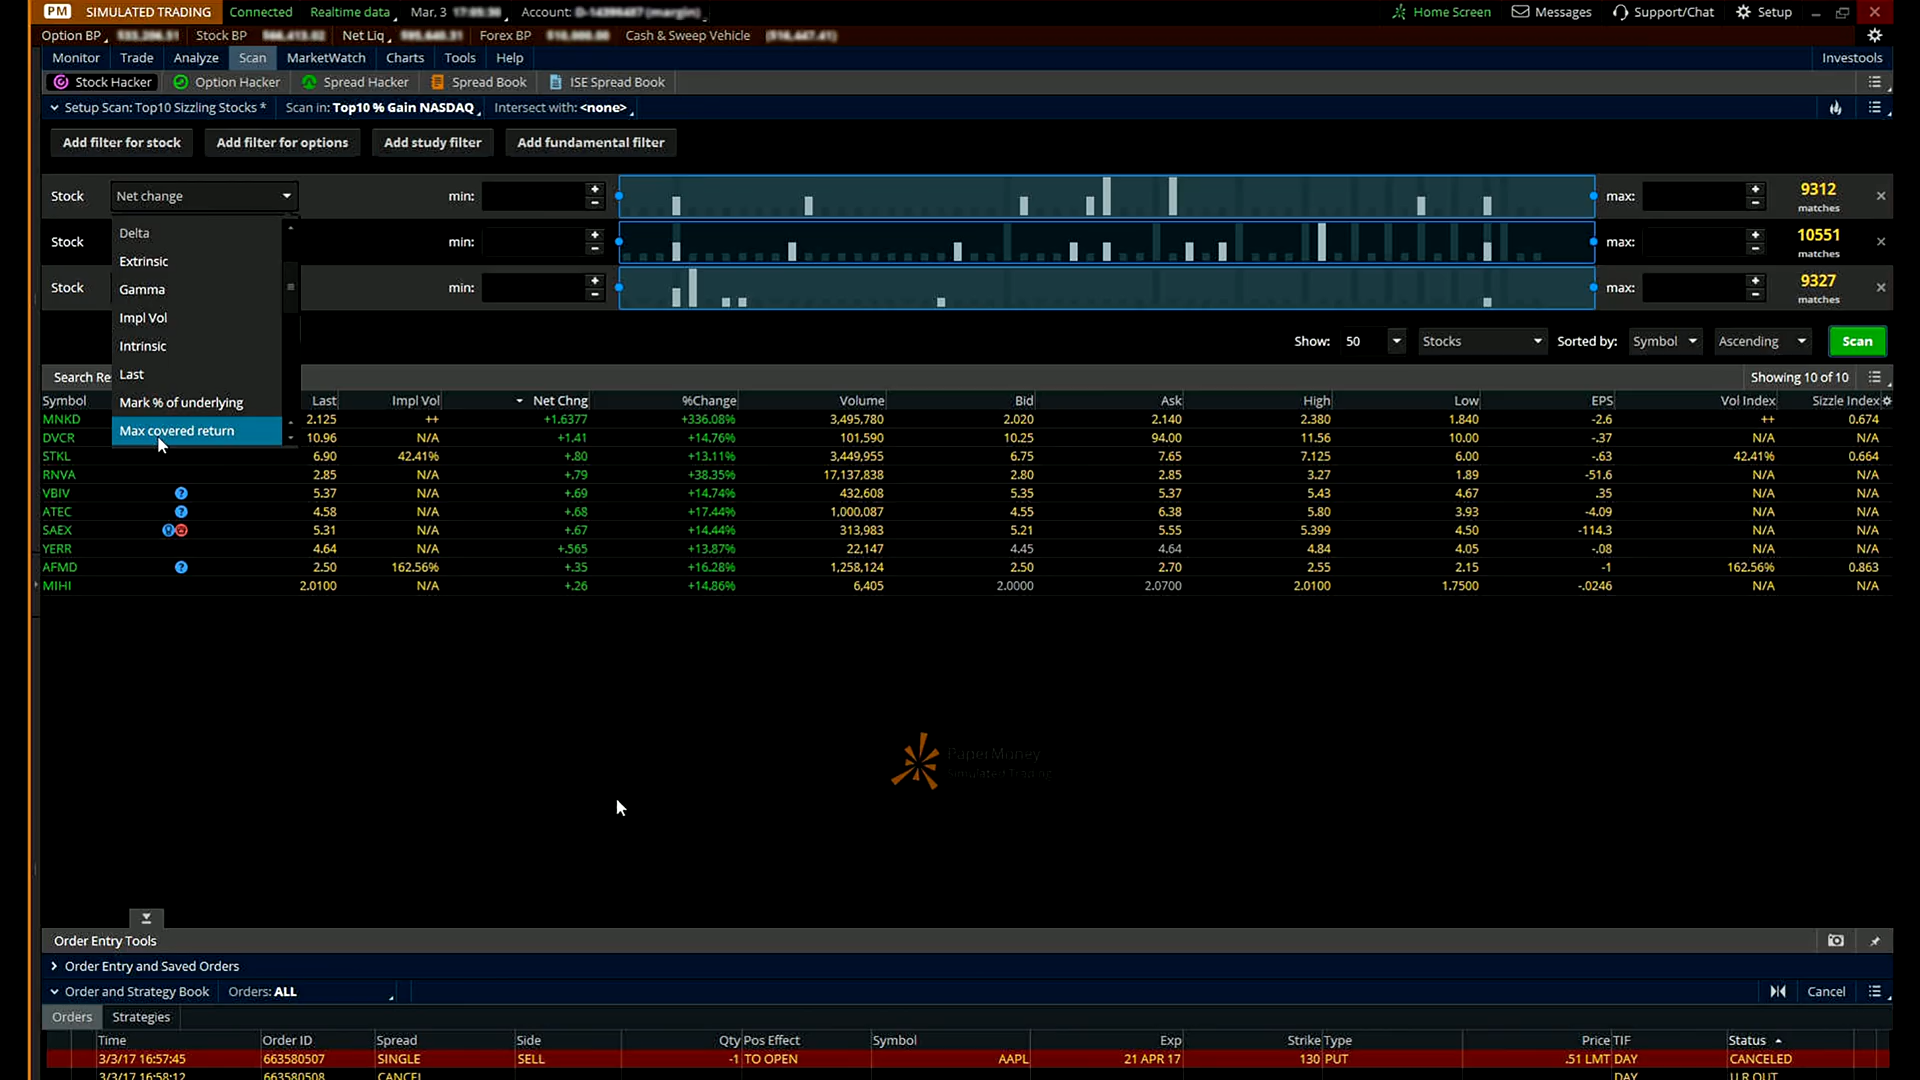 PM SIMULATED TRADING Connected Realtime data Mar, 3 Account: Home Screen Messages Support/Chat Setup
Option BP Stock BP Net Liq Forex BP Cash & Sweep Vehicle
Monitor Trade Analyze Scan MarketWatch Charts Tools Help Investools
Stock Hacker Option Hacker Spread Hacker Spread Book ISE Spread Book
Setup Scan: Top10 Sizzling Stocks * Scan in: Top10 % Gain NASDAQ Intersect with: <none>
Add filter for stock Add filter for options Add study filter Add fundamental filter
Stock Net change min: max: 9312 matches
Stock min: max: 10551 matches
Stock min: max: 9327 matches
Delta
Extrinsic
Gamma
Impl Vol
Intrinsic
Last
Mark % of underlying
Max covered return
Show: 50 Stocks Sorted by: Symbol Ascending Scan
Search Re Showing 10 of 10
Symbol Last Impl Vol Net Chng %Change Volume Bid Ask High Low EPS Vol Index Sizzle Index
MNKD 2.125 ++ +1.6377 +336.08% 3,495,780 2.020 2.140 2.380 1.840 -2.6 ++ 0.674
DVCR 10.96 N/A +1.41 +14.76% 101,590 10.25 94.00 11.56 10.00 -.37 N/A N/A
STKL 6.90 42.41% +.80 +13.11% 3,449,955 6.75 7.65 7.125 6.00 -.63 42.41% 0.664
RNVA 2.85 N/A +.79 +38.35% 17,137,838 2.80 2.85 3.27 1.89 -51.6 N/A N/A
VBIV 5.37 N/A +.69 +14.74% 432,608 5.35 5.37 5.43 4.67 .35 N/A N/A
ATEC 4.58 N/A +.68 +17.44% 1,000,087 4.55 6.38 5.80 3.93 -4.09 N/A N/A
SAEX 5.31 N/A +.67 +14.44% 313,983 5.21 5.55 5.399 4.50 -114.3 N/A N/A
YERR 4.64 N/A +.565 +13.87% 22,147 4.45 4.64 4.84 4.05 -.08 N/A N/A
AFMD 2.50 162.56% +.35 +16.28% 1,258,124 2.50 2.70 2.55 2.15 -1 162.56% 0.863
MIHI 2.0100 N/A +.26 +14.86% 6,405 2.0000 2.0700 2.0100 1.7500 -.0246 N/A N/A
PaperMoney
Simulated Trading
Order Entry Tools
Order Entry and Saved Orders
Order and Strategy Book Orders: ALL Cancel
Orders Strategies
Time Order ID Spread Side Qty Pos Effect Symbol Exp Strike Type Price TIF Status
3/3/17 16:57:45 663580507 SINGLE SELL -1 TO OPEN AAPL 21 APR 17 130 PUT .51 LMT DAY CANCELED
3/3/17 16:58:12 663580508 CANCEL DAY UR OUT